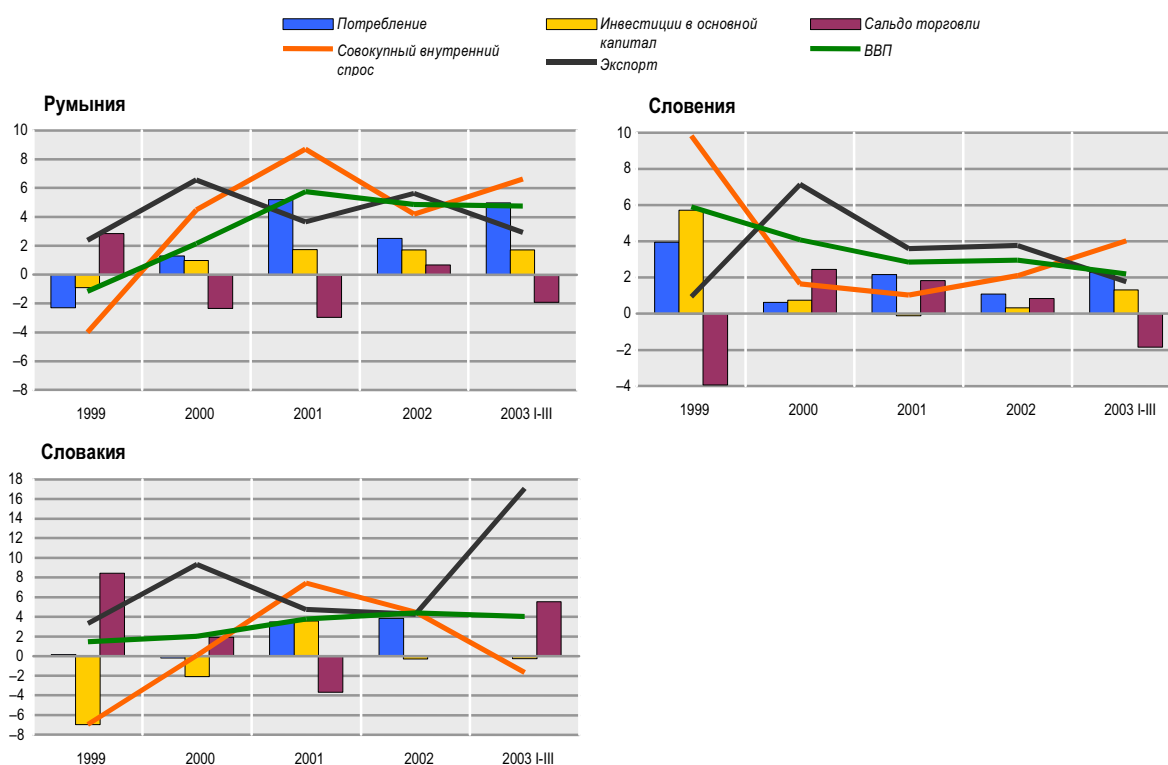 Потребление
Инвестиции в основной
капитал
Сальдо торговли
Совокупный внутренний
спрос
Экспорт
ВВП
Румыния
10
8
6
4
2
0
–2
–4
–6
–8
1999 2000 2001 2002 2003 I-III
Словения
10
8
6
4
2
0
–2
–4
1999 2000 2001 2002 2003 I-III
Словакия
18
16
14
12
10
8
6
4
2
0
–2
–4
–6
–8
1999 2000 2001 2002 2003 I-III